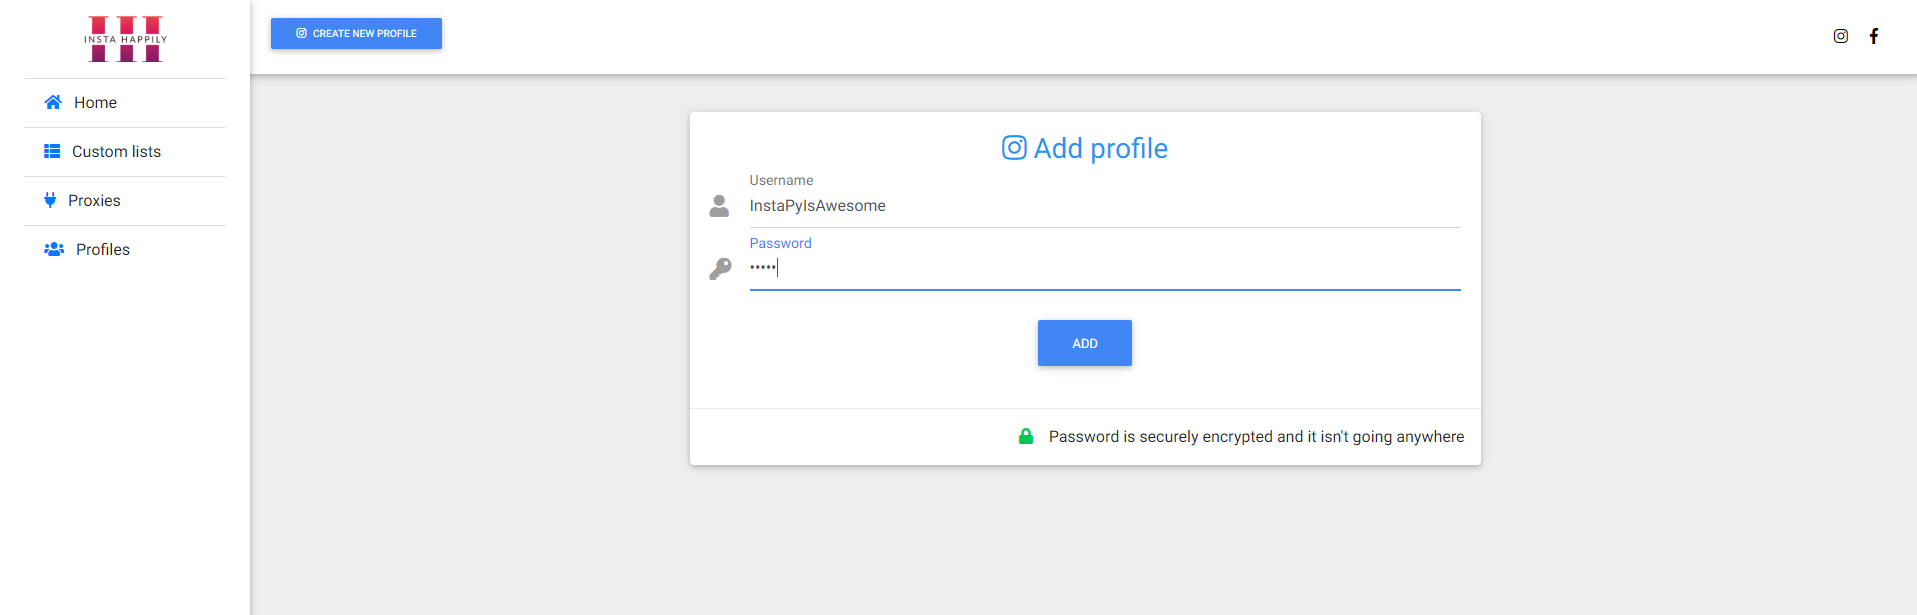 INSTA HAPPILY
Home
Custom lists
Proxies
Profiles
CREATE NEW PROFILE
Add profile
Username
InstaPyIsAwesome
Password
•••••
ADD
Password is securely encrypted and it isn't going anywhere